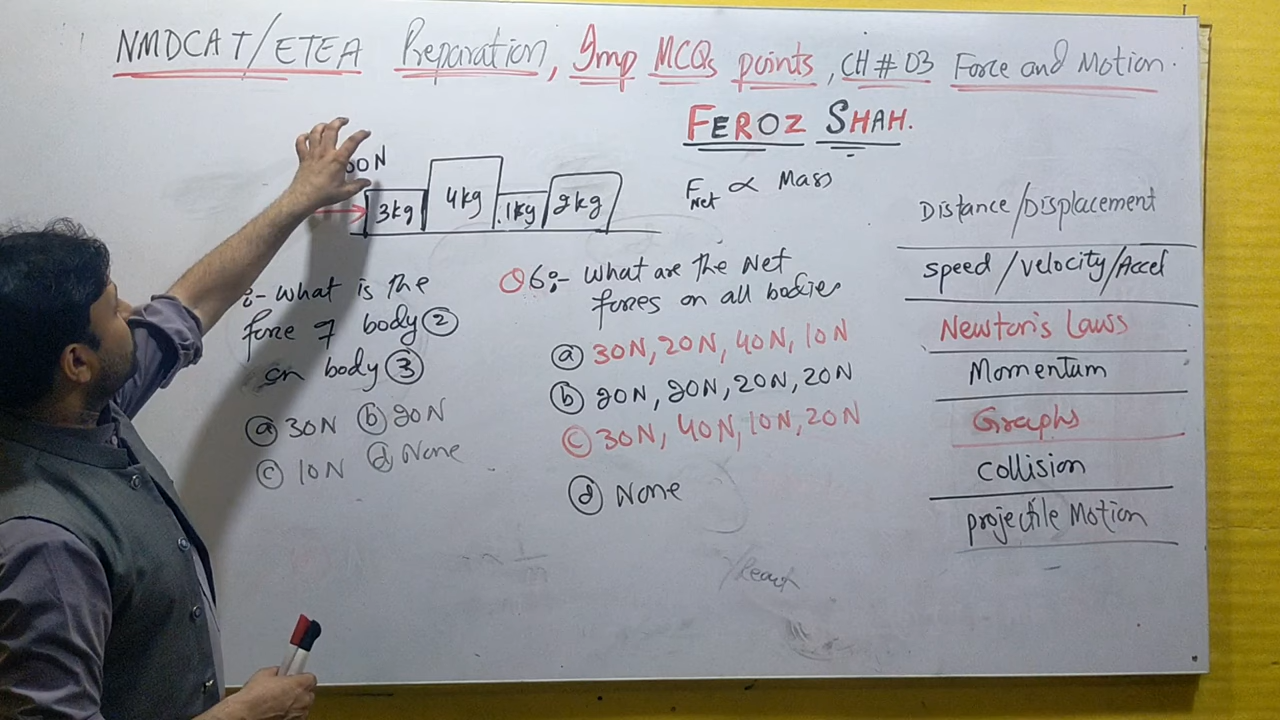 NMDCAT/ETEA Preparation, Imp MCQs points, CH # 03 Force and Motion.
FEROZ SHAH.
00N
3kg 4kg 1kg 2kg
F Net ∝ Mass
:- What is the
force of body ②
on body ③
ⓐ 30N ⓑ 20N
ⓒ 10N ⓓ None
Q6:- What are the Net
forces on all bodies
ⓐ 30N, 20N, 40N, 10N
ⓑ 20N, 20N, 20N, 20N
ⓒ 30N, 40N, 10N, 20N
ⓓ None
Distance/Displacement
speed/velocity/Accel
Newton's Laws
Momentum
Graphs
collision
projectile Motion